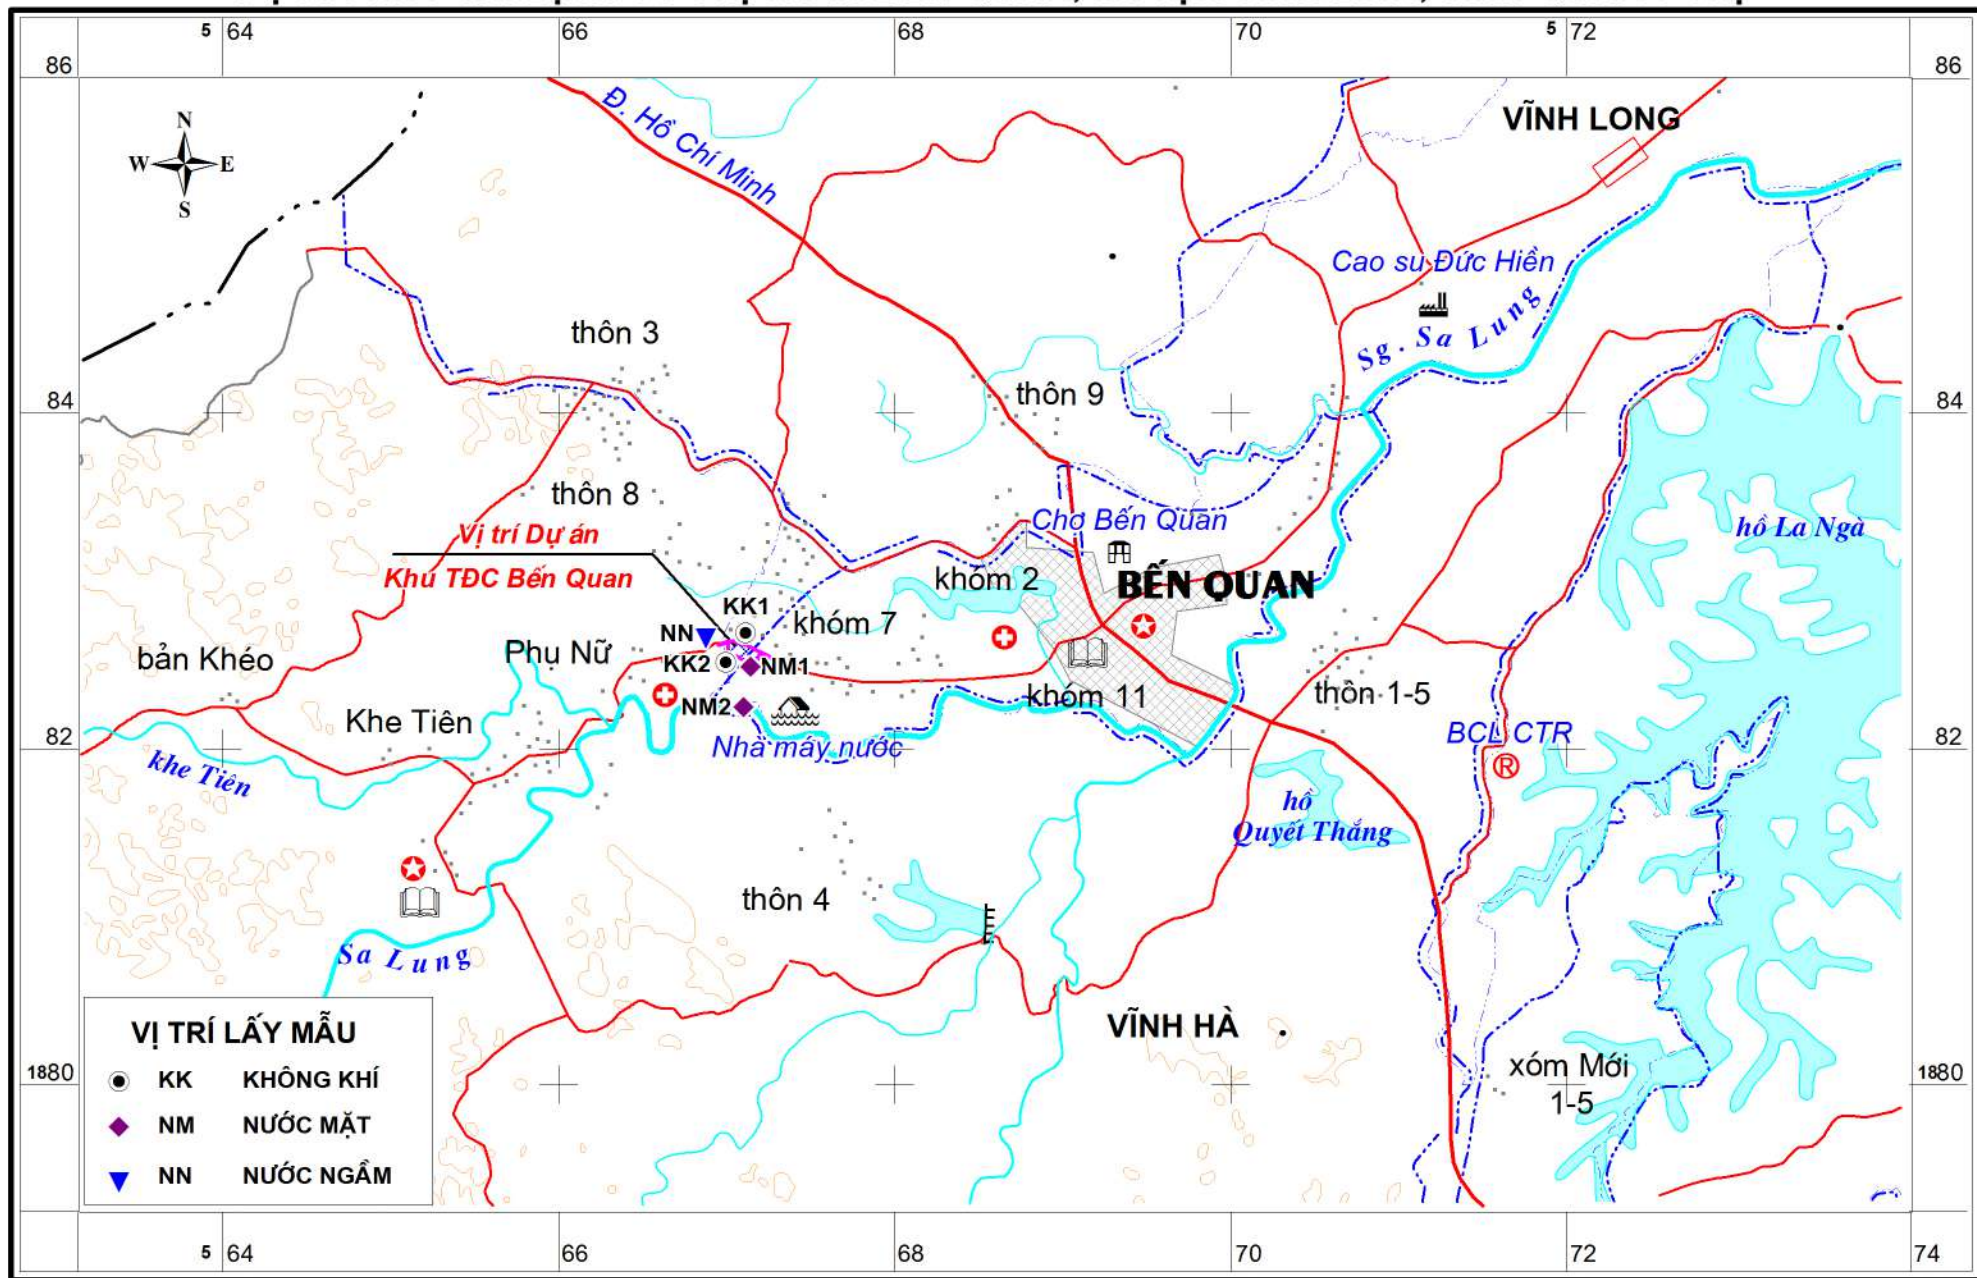 5 64
66
68
70
5 72
86
86
Đ. Hồ Chí Minh
VĨNH LONG
N
W
E
S
Cao su Đức Hiền
Sg. Sa Lung
thôn 3
84
thôn 9
84
thôn 8
Chợ Bến Quan
hồ La Ngà
Vị trí Dự án
Khu TĐC Bến Quan
khóm 2
BẾN QUAN
KK1
NN
khóm 7
bản Khéo
Phụ Nữ
KK2
NM1
khóm 11
thôn 1-5
Khe Tiên
NM2
82
Nhà máy nước
BCL CTR
82
khe Tiên
R
hồ
Quyết Thắng
thôn 4
Sa Lung
VĨNH HÀ
VỊ TRÍ LẤY MẪU
KK KHÔNG KHÍ
NM NƯỚC MẶT
NN NƯỚC NGẦM
1880
xóm Mới
1-5
1880
5 64
66
68
70
72
74